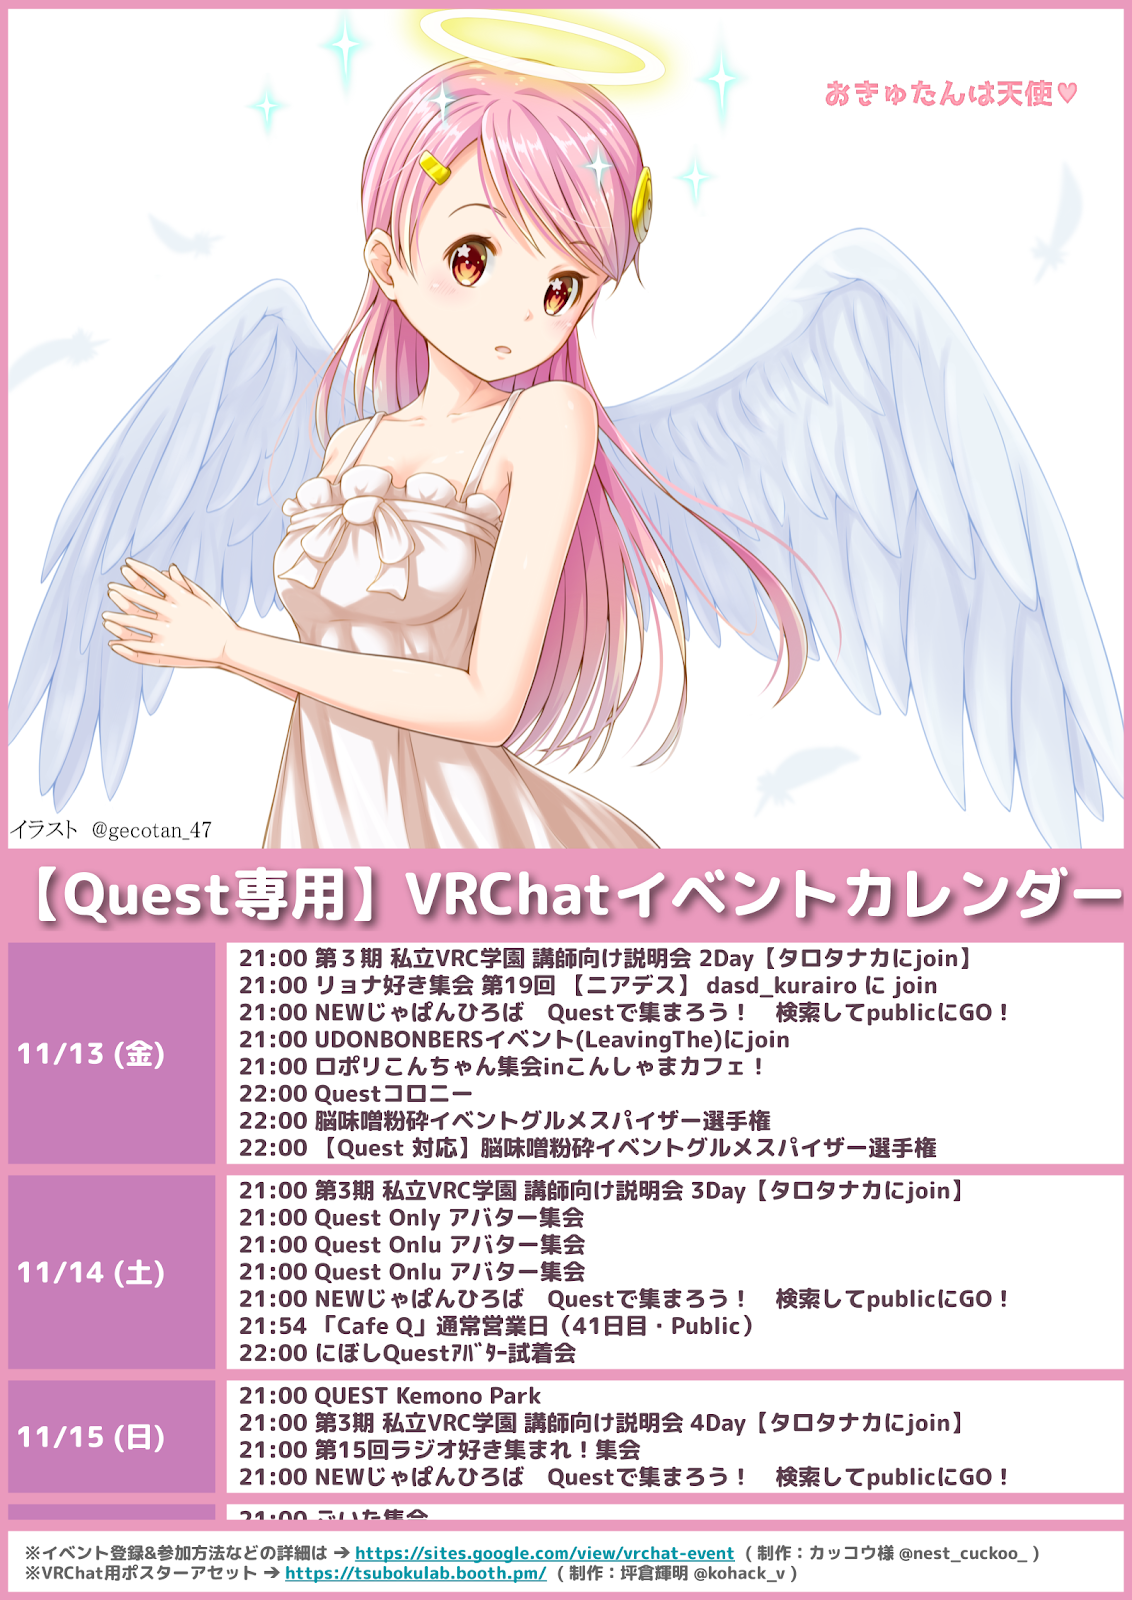 おきゅたんは天使♥
イラスト @gecotan_47
【Quest専用】VRChatイベントカレンダー
11/13 (金)
21:00 第３期 私立VRC学園 講師向け説明会 2Day【タロタナカにjoin】
21:00 リョナ好き集会 第19回 【ニアデス】 dasd_kurairo に join
21:00 NEWじゃぱんひろば　Questで集まろう！　検索してpublicにGO！
21:00 UDONBONBERSイベント(LeavingThe)にjoin
21:00 ロポリこんちゃん集会inこんしゃまカフェ！
22:00 Questコロニー
22:00 脳味噌粉砕イベントグルメスパイザー選手権
22:00 【Quest 対応】脳味噌粉砕イベントグルメスパイザー選手権
11/14 (土)
21:00 第3期 私立VRC学園 講師向け説明会 3Day【タロタナカにjoin】
21:00 Quest Only アバター集会
21:00 Quest Onlu アバター集会
21:00 Quest Onlu アバター集会
21:00 NEWじゃぱんひろば　Questで集まろう！　検索してpublicにGO！
21:54 「Cafe Q」通常営業日（41日目・Public）
22:00 にぼしQuestｱﾊﾞﾀｰ試着会
11/15 (日)
21:00 QUEST Kemono Park
21:00 第3期 私立VRC学園 講師向け説明会 4Day【タロタナカにjoin】
21:00 第15回ラジオ好き集まれ！集会
21:00 NEWじゃぱんひろば　Questで集まろう！　検索してpublicにGO！
21:00 ごいた集会
※イベント登録&参加方法などの詳細は ➔ https://sites.google.com/view/vrchat-event ( 制作：カッコウ様 @nest_cuckoo_ )
※VRChat用ポスターアセット ➔ https://tsubokulab.booth.pm/ ( 制作：坪倉輝明 @kohack_v )